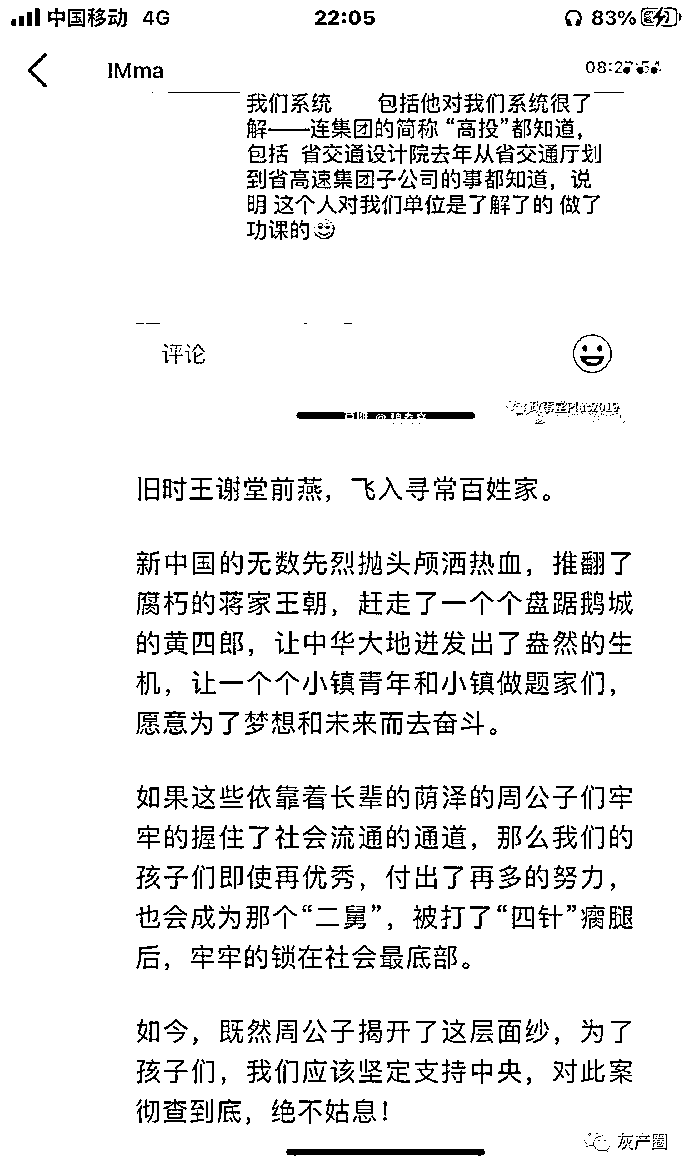 中国移动 4G 22:05 83%
IMma
我们系统 包括他对我们系统很了
解——连集团的简称“高投”都知道，
包括 省交通设计院去年从省交通厅划
到省高速集团子公司的事都知道，说
明 这个人对我们单位是了解了的 做了
功课的
评论
旧时王谢堂前燕，飞入寻常百姓家。
新中国的无数先烈抛头颅洒热血，推翻了
腐朽的蒋家王朝，赶走了一个个盘踞鹅城
的黄四郎，让中华大地迸发出了盎然的生
机，让一个个小镇青年和小镇做题家们，
愿意为了梦想和未来而去奋斗。
如果这些依靠着长辈的荫泽的周公子们牢
牢的握住了社会流通的通道，那么我们的
孩子们即使再优秀，付出了再多的努力，
也会成为那个“二舅”，被打了“四针”瘸腿
后，牢牢的锁在社会最底部。
如今，既然周公子揭开了这层面纱，为了
孩子们，我们应该坚定支持中央，对此案
彻查到底，绝不姑息！
灰产圈